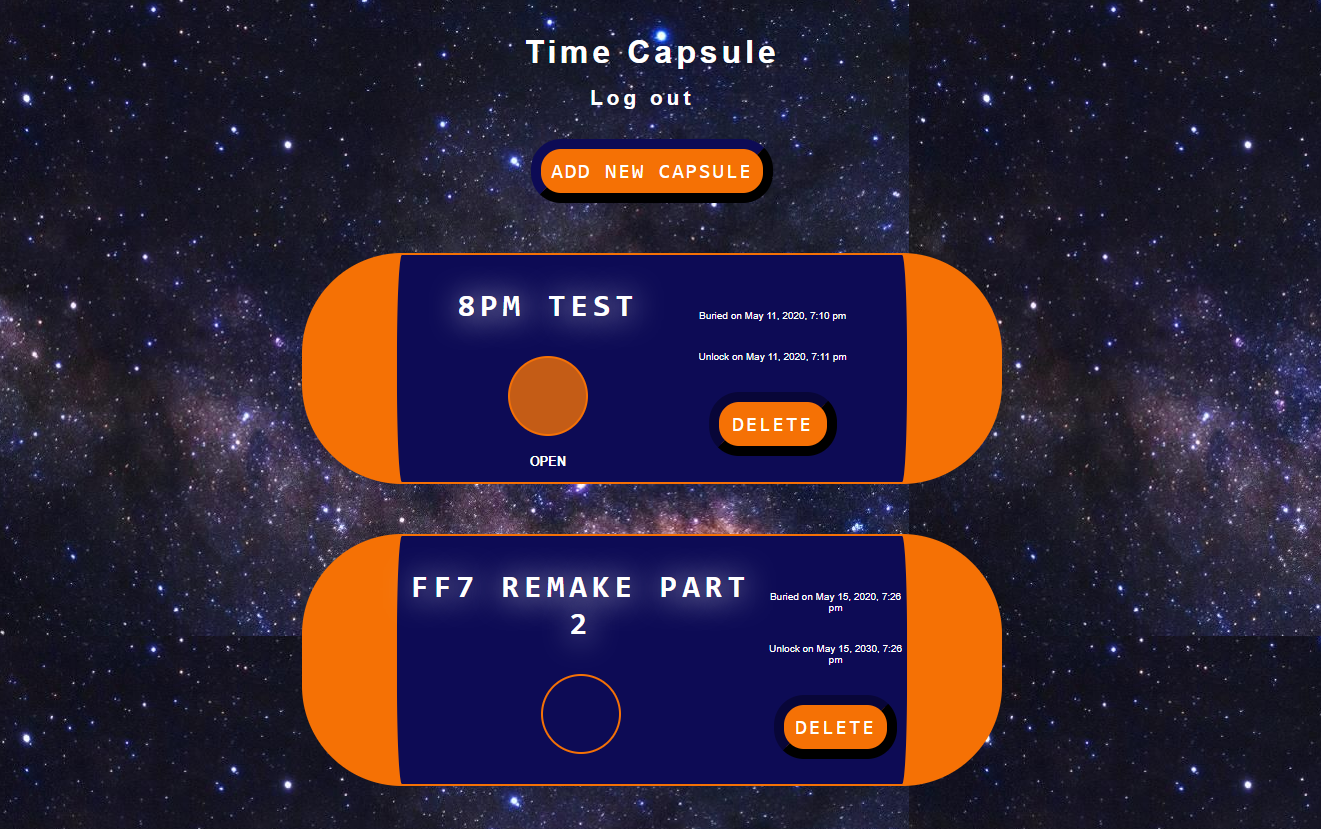 Time Capsule
Log out
ADD NEW CAPSULE
8PM TEST
Buried on May 11, 2020, 7:10 pm
Unlock on May 11, 2020, 7:11 pm
DELETE
OPEN
FF7 REMAKE PART
2
Buried on May 15, 2020, 7:26
pm
Unlock on May 15, 2030, 7:26
pm
DELETE